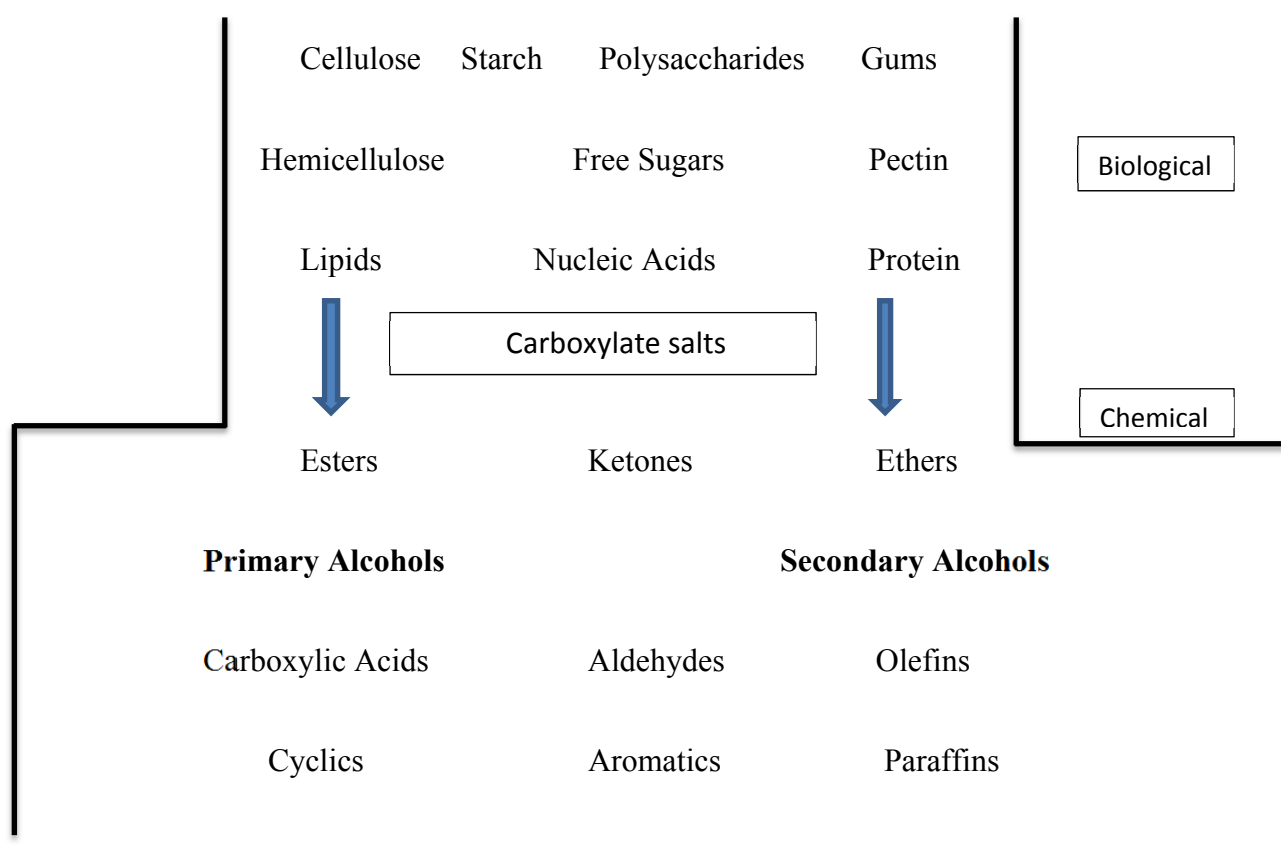 Cellulose Starch Polysaccharides Gums
Hemicellulose Free Sugars Pectin
Biological
Lipids Nucleic Acids Protein
Carboxylate salts
Chemical
Esters Ketones Ethers
Primary Alcohols Secondary Alcohols
Carboxylic Acids Aldehydes Olefins
Cyclics Aromatics Paraffins